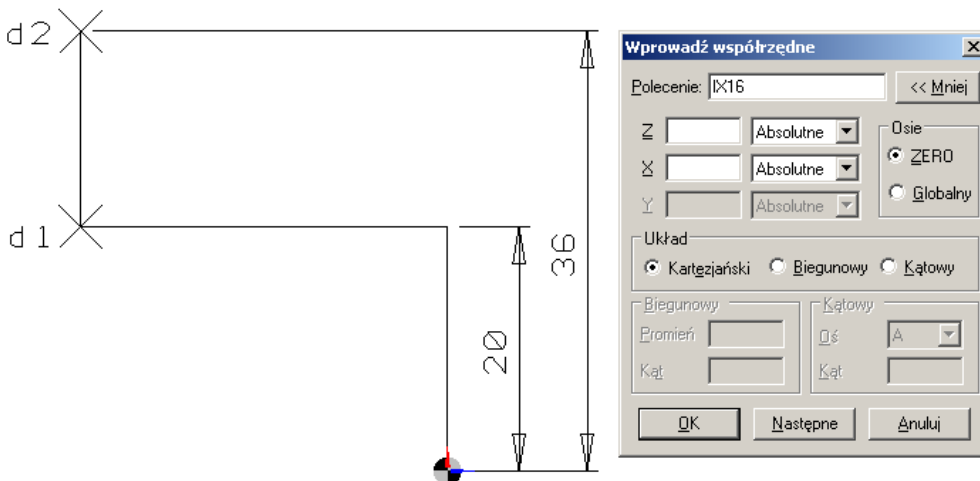 d2
d1
36
20
Wprowadź współrzędne
Polecenie: IX16
<< Mniej
Z Absolutne
X Absolutne
Y Absolutne
Osie
ZERO
Globalny
Układ
Kartezjański Biegunowy Kątowy
Biegunowy
Promień
Kąt
Kątowy
Oś A
Kąt
OK Następne Anuluj